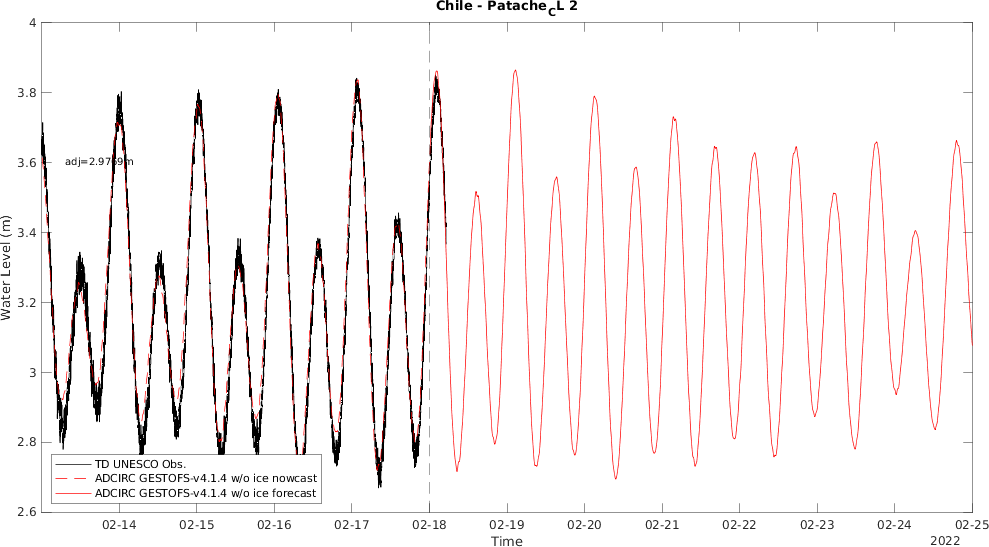 Chile - Patache_CL 2
Water Level (m)
4
3.8
3.6
3.4
3.2
3
2.8
2.6
adj=2.9769m
TD UNESCO Obs.
ADCIRC GESTOFS-v4.1.4 w/o ice nowcast
ADCIRC GESTOFS-v4.1.4 w/o ice forecast
02-14 02-15 02-16 02-17 02-18 02-19 02-20 02-21 02-22 02-23 02-24 02-25
Time
2022